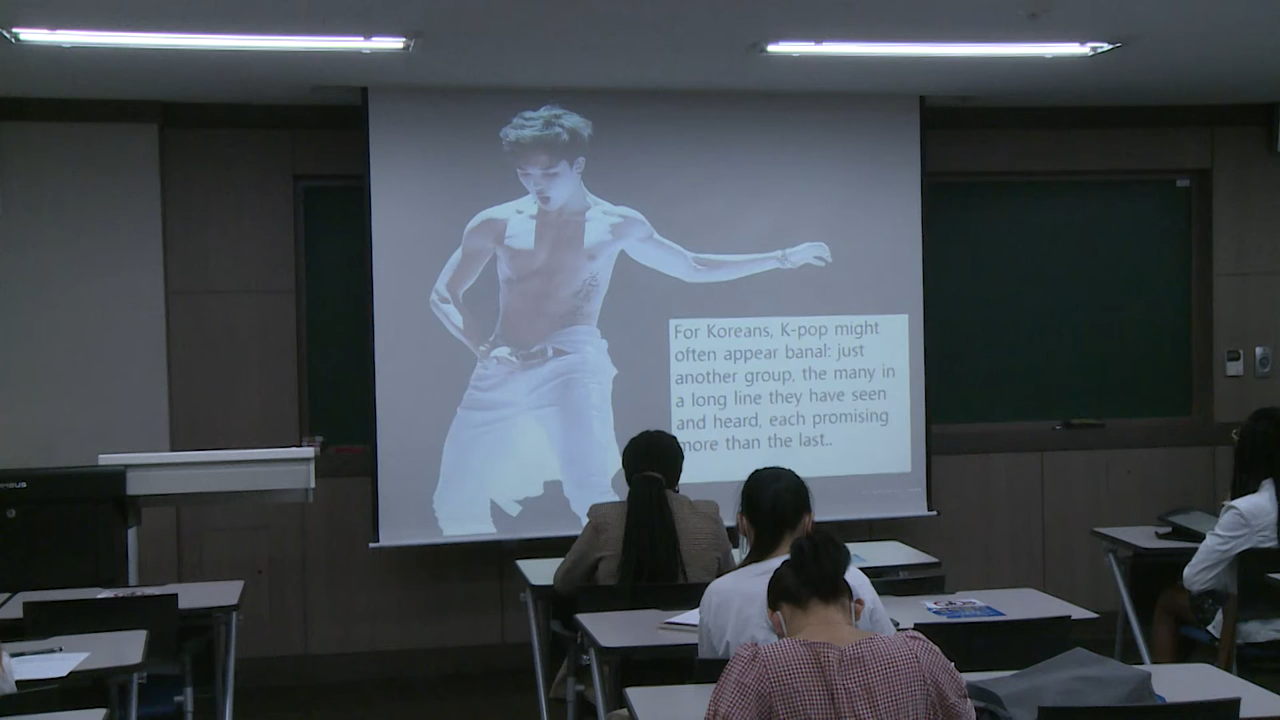 For Koreans, K-pop might
often appear banal: just
another group, the many in
a long line they have seen
and heard, each promising
more than the last..